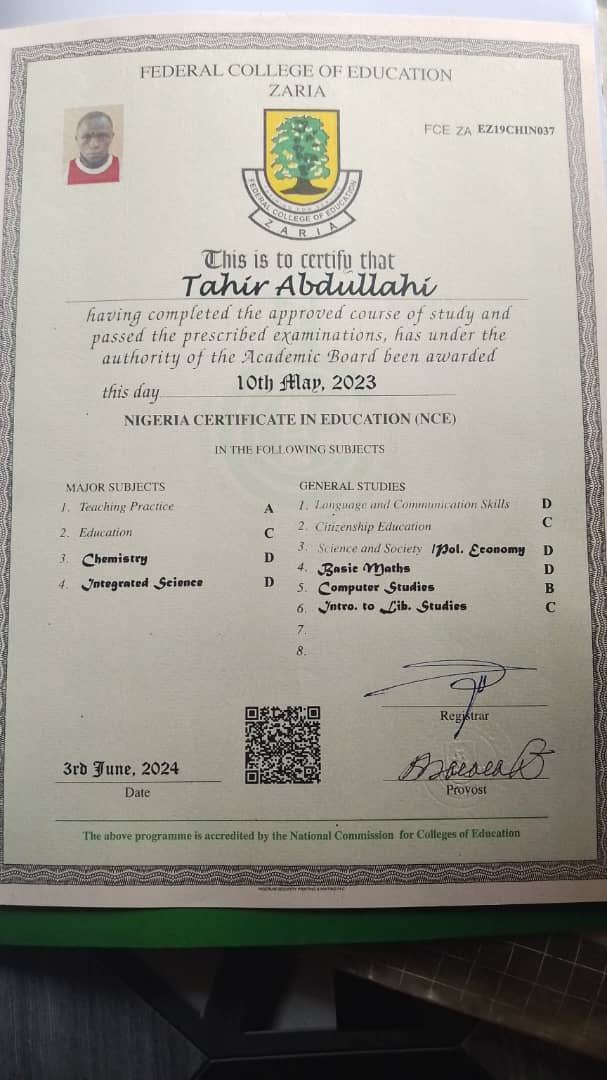 FEDERAL COLLEGE OF EDUCATION
ZARIA
FCE ZA EZ19CHIN037
FEDERAL COLLEGE OF EDUCATION
ZARIA
This is to certify that
Tahir Abdullahi
having completed the approved course of study and
passed the prescribed examinations, has under the
authority of the Academic Board been awarded
this day 10th May, 2023
NIGERIA CERTIFICATE IN EDUCATION (NCE)
IN THE FOLLOWING SUBJECTS
MAJOR SUBJECTS
1. Teaching Practice A
2. Education C
3. Chemistry D
4. Integrated Science D
GENERAL STUDIES
1. Language and Communication Skills D
2. Citizenship Education C
3. Science and Society /Pol. Economy D
4. Basic Maths D
5. Computer Studies B
6. Intro. to Lib. Studies C
7.
8.
Registrar
3rd June, 2024
Date
Provost
The above programme is accredited by the National Commission for Colleges of Education